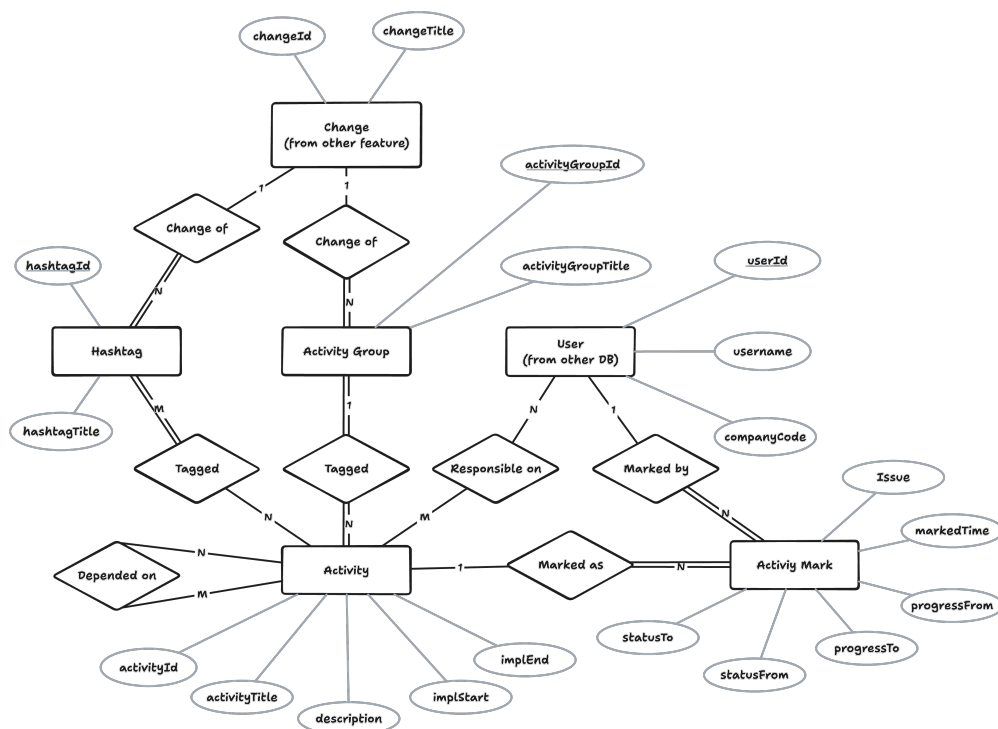 changeTitle
changeId
Change
(from other feature)
activityGroupId
1
1
Change of
Change of
hashtagId
activityGroupTitle
userId
N
N
Hashtag
Activity Group
User
(from other DB)
username
M
1
N
1
hashtagTitle
companyCode
Tagged
Tagged
Responsible on
Marked by
Issue
N
N
M
N
markedTime
N
Depended on
M
Activity
1
Marked as
N
Activiy Mark
progressFrom
statusTo
progressTo
activityId
implEnd
statusFrom
activityTitle
implStart
description